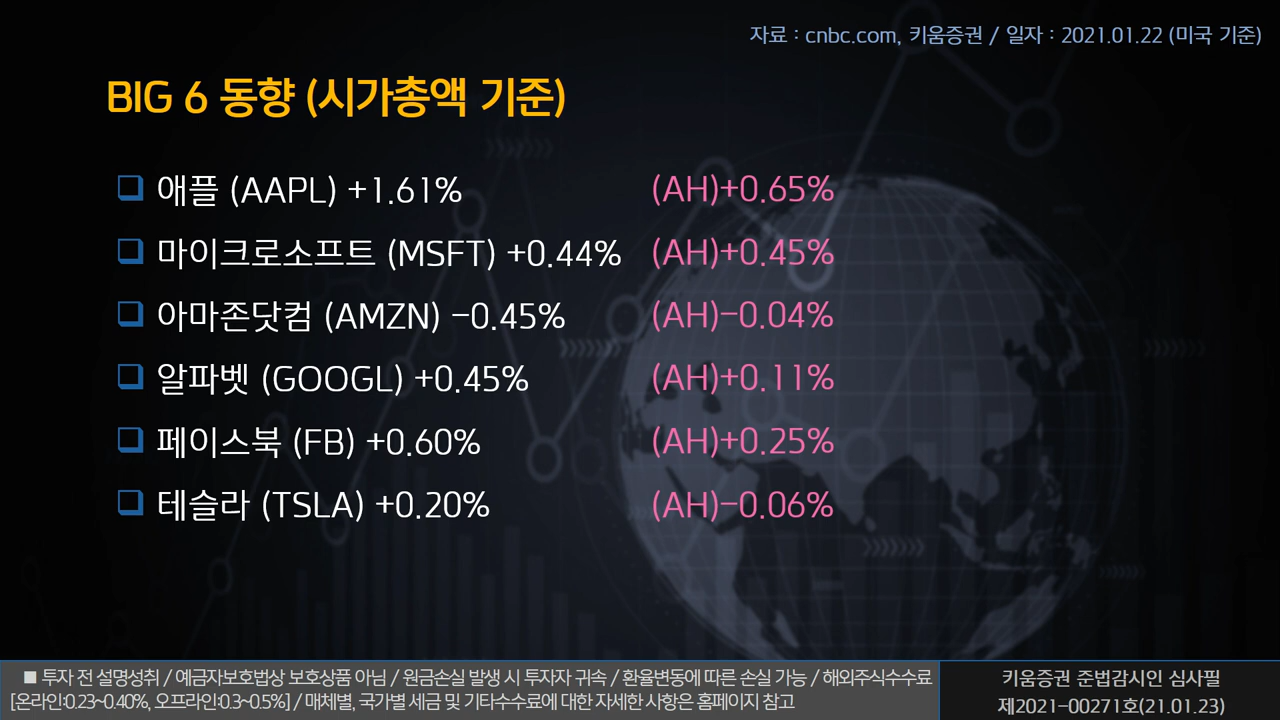 자료 : cnbc.com, 키움증권 / 일자 : 2021.01.22 (미국 기준)
BIG 6 동향 (시가총액 기준)
❑ 애플 (AAPL) +1.61% (AH)+0.65%
❑ 마이크로소프트 (MSFT) +0.44% (AH)+0.45%
❑ 아마존닷컴 (AMZN) -0.45% (AH)-0.04%
❑ 알파벳 (GOOGL) +0.45% (AH)+0.11%
❑ 페이스북 (FB) +0.60% (AH)+0.25%
❑ 테슬라 (TSLA) +0.20% (AH)-0.06%
■ 투자 전 설명성취 / 예금자보호법상 보호상품 아님 / 원금손실 발생 시 투자자 귀속 / 환율변동에 따른 손실 가능 / 해외주식수수료
[온라인:0.23~0.40%, 오프라인:0.3~0.5%] / 매체별, 국가별 세금 및 기타수수료에 대한 자세한 사항은 홈페이지 참고
키움증권 준법감시인 심사필
제2021-00271호(21.01.23)